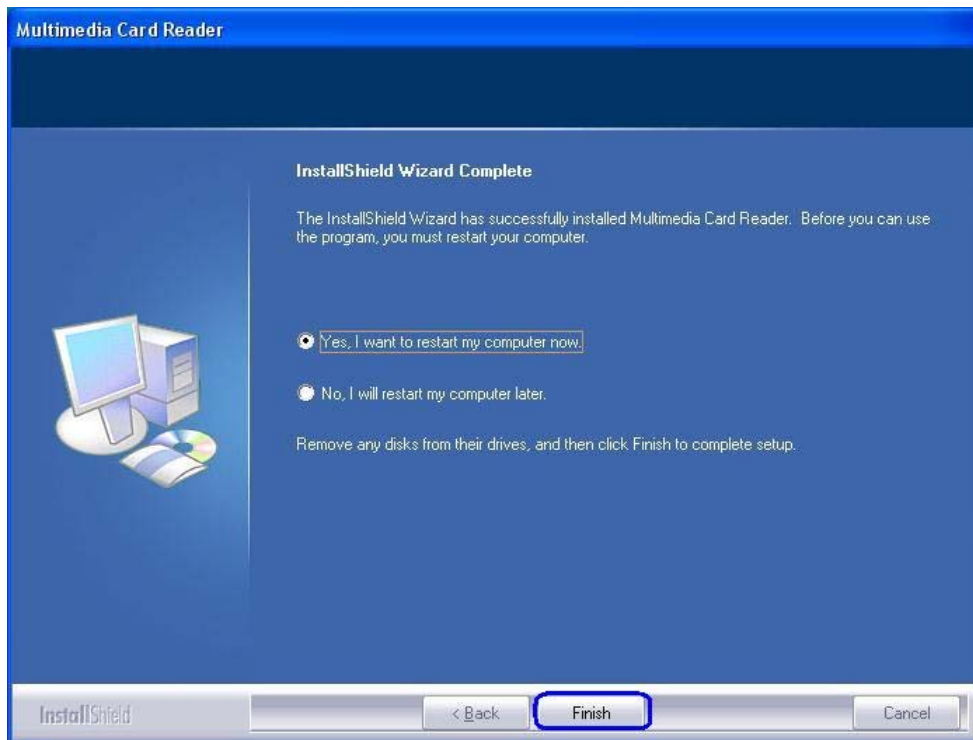 Multimedia Card Reader
InstallShield Wizard Complete
The InstallShield Wizard has successfully installed Multimedia Card Reader.  Before you can use
the program, you must restart your computer.
Yes, I want to restart my computer now.
No, I will restart my computer later.
Remove any disks from their drives, and then click Finish to complete setup.
InstallShield
< Back
Finish
Cancel